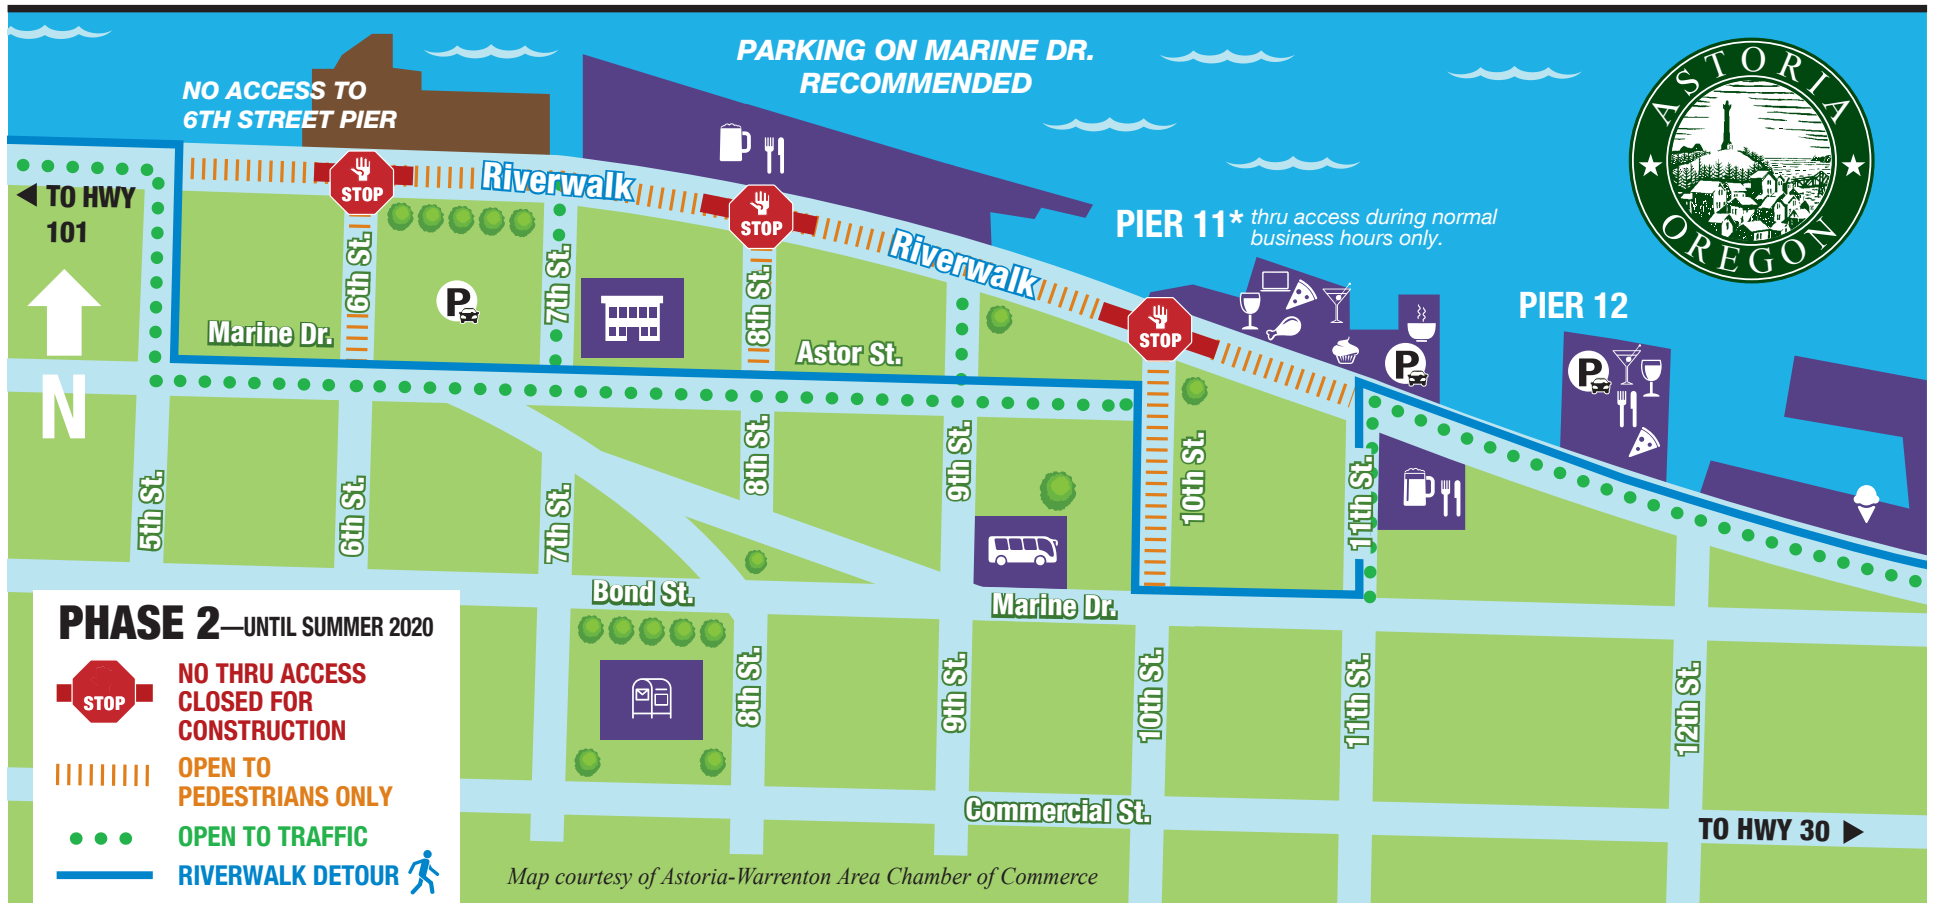 PARKING ON MARINE DR.
RECOMMENDED
NO ACCESS TO
6TH STREET PIER
ASTORIA
OREGON
TO HWY
101
STOP
Riverwalk
STOP
Riverwalk
PIER 11* thru access during normal
business hours only.
STOP
PIER 12
6th St.
7th St.
8th St.
P
P
P
Marine Dr.
Astor St.
N
5th St.
6th St.
7th St.
8th St.
9th St.
10th St.
11th St.
Bond St.
Marine Dr.
8th St.
9th St.
10th St.
11th St.
12th St.
Commercial St.
TO HWY 30
PHASE 2—UNTIL SUMMER 2020
STOP
NO THRU ACCESS
CLOSED FOR
CONSTRUCTION
OPEN TO
PEDESTRIANS ONLY
OPEN TO TRAFFIC
RIVERWALK DETOUR
Map courtesy of Astoria-Warrenton Area Chamber of Commerce